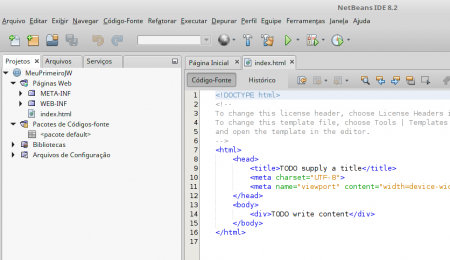 NetBeans IDE 8.2
Arquivo Editar Exibir Navegar Código-Fonte Refatorar Executar Depurar Perfil Equipe Ferramentas Janela Ajuda
Projetos Arquivos Serviços
MeuPrimeiroJW
Páginas Web
META-INF
WEB-INF
index.html
Pacotes de Códigos-fonte
<pacote default>
Bibliotecas
Arquivos de Configuração
Página Inicial index.html
Código-Fonte Histórico
1 <!DOCTYPE html>
2 <!--
3 To change this license header, choose License Headers
4 To change this template file, choose Tools | Templates
5 and open the template in the editor.
6 -->
7 <html>
8 <head>
9 <title>TODO supply a title</title>
10 <meta charset="UTF-8">
11 <meta name="viewport" content="width=device-wid
12 </head>
13 <body>
14 <div>TODO write content</div>
15 </body>
16 </html>
17